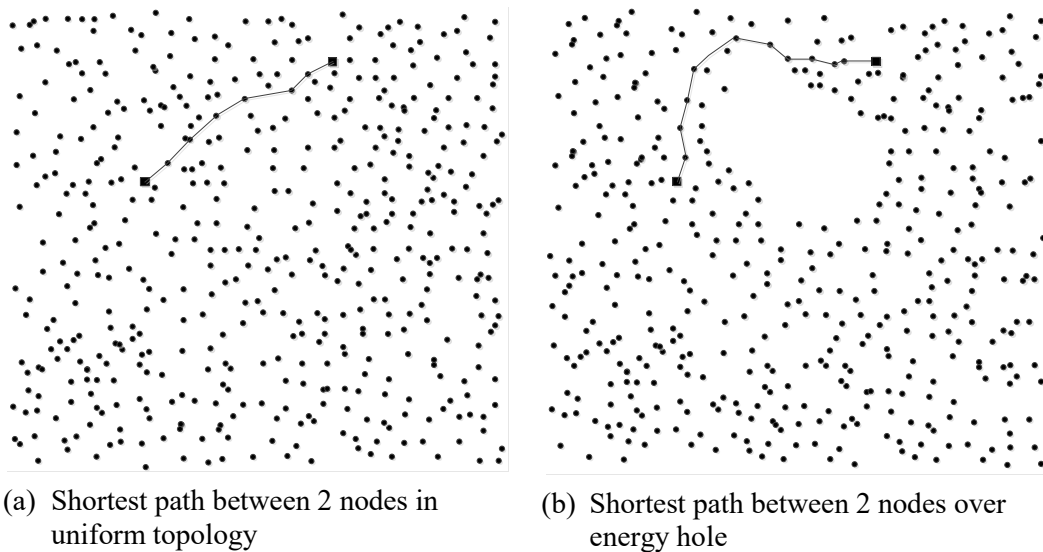 (a) Shortest path between 2 nodes in
uniform topology
(b) Shortest path between 2 nodes over
energy hole